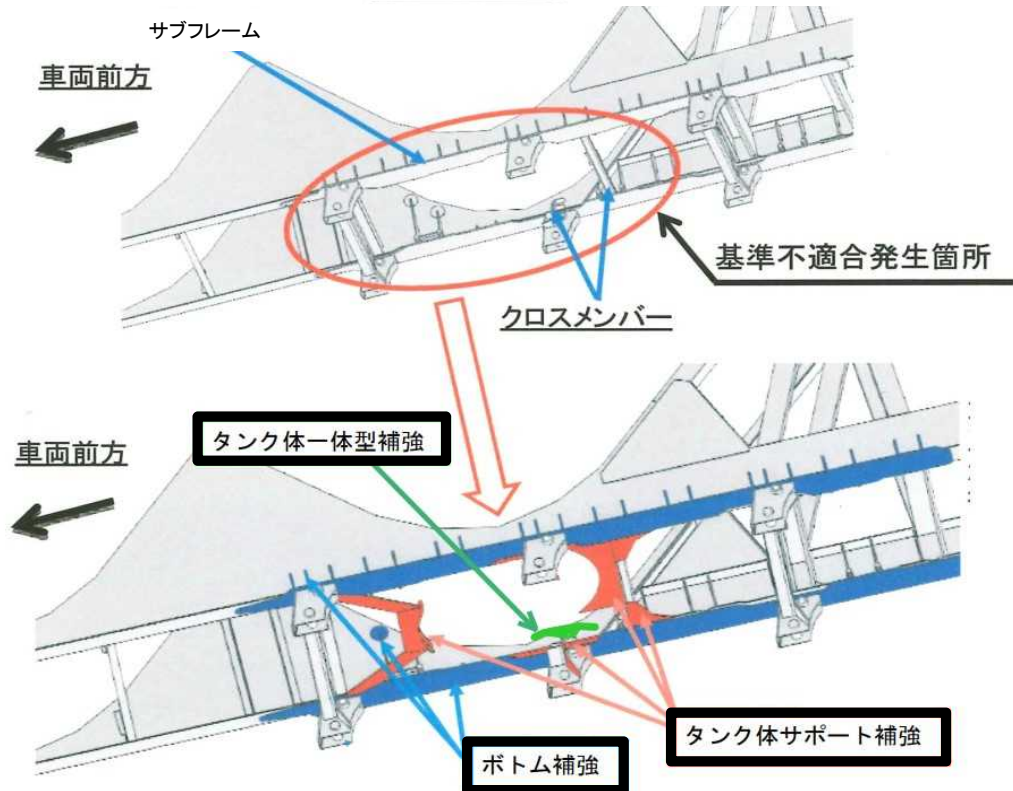 サブフレーム
車両前方
基準不適合発生箇所
クロスメンバー
タンク体一体型補強
車両前方
タンク体サポート補強
ボトム補強